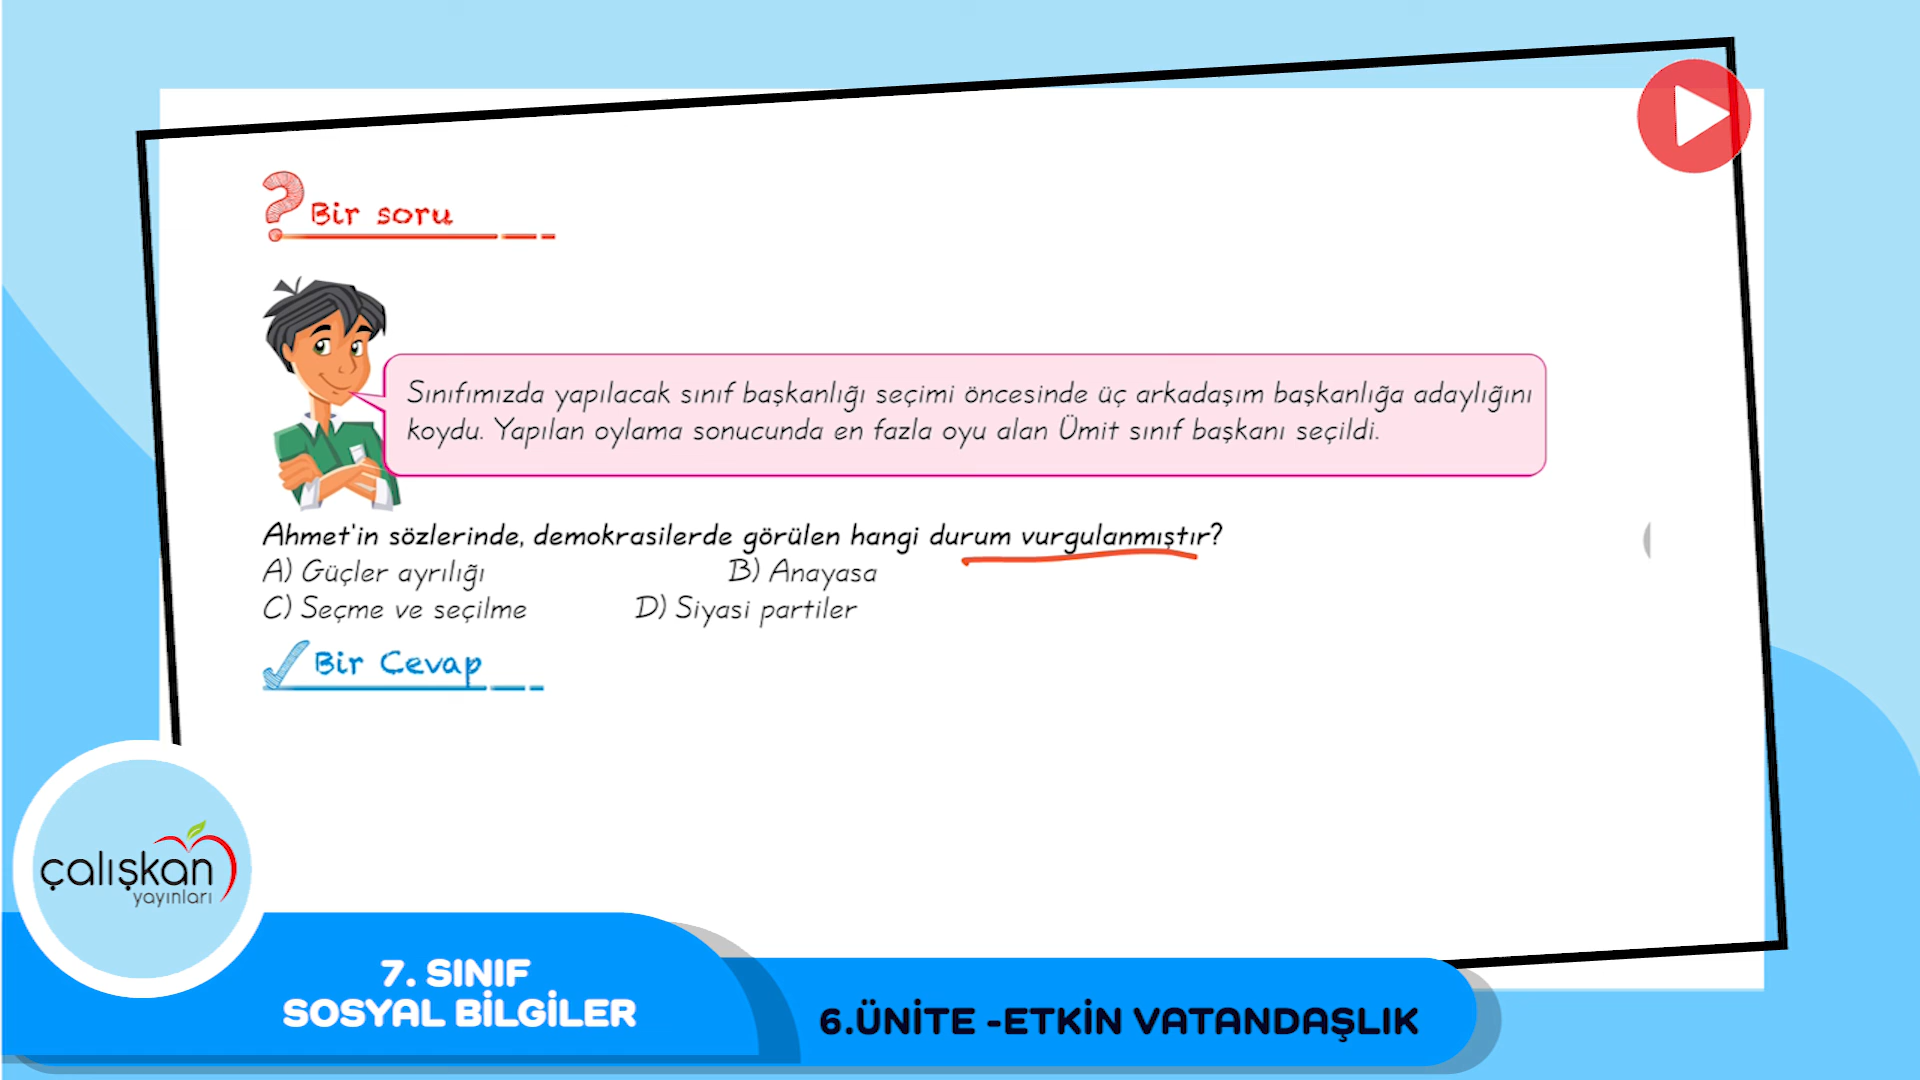 Bir soru
Sınıfımızda yapılacak sınıf başkanlığı seçimi öncesinde üç arkadaşım başkanlığa adaylığını
koydu. Yapılan oylama sonucunda en fazla oyu alan Ümit sınıf başkanı seçildi.
Ahmet'in sözlerinde, demokrasilerde görülen hangi durum vurgulanmıştır?
A) Güçler ayrılığı B) Anayasa
C) Seçme ve seçilme D) Siyasi partiler
Bir Cevap
çalışkan
yayınları
7. SINIF
SOSYAL BİLGİLER
6.ÜNİTE -ETKİN VATANDAŞLIK